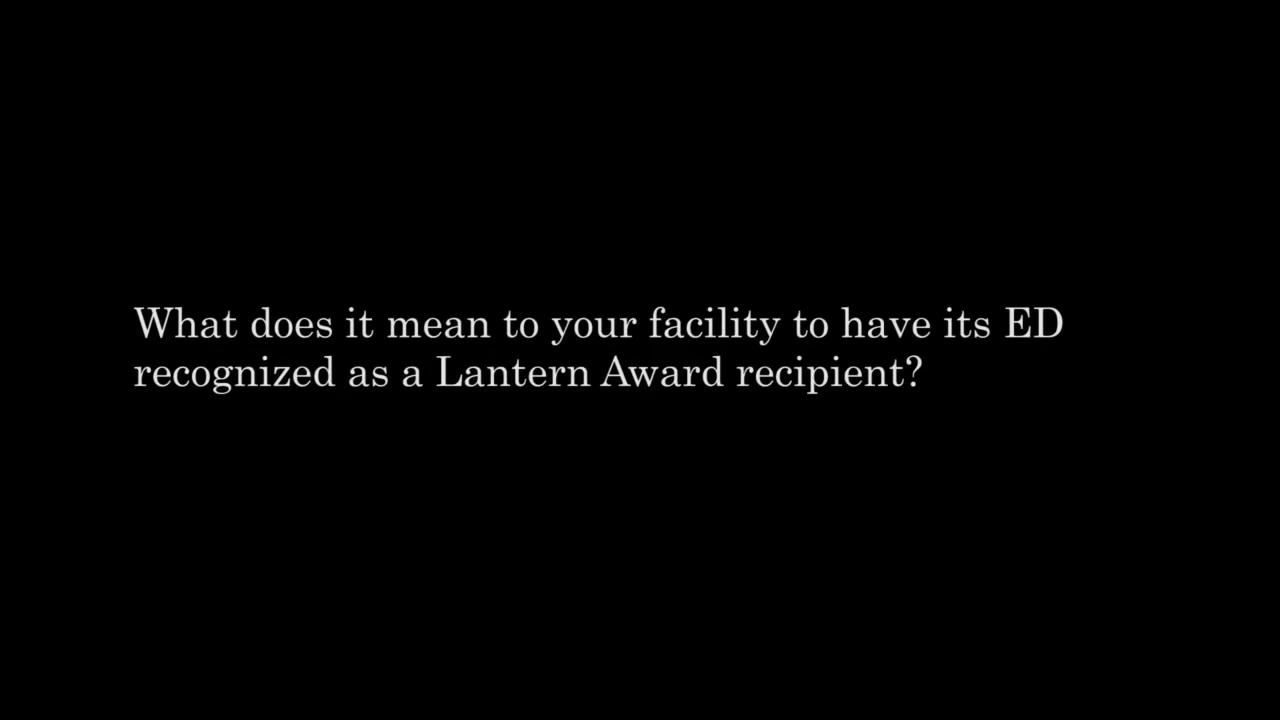 What does it mean to your facility to have its ED
recognized as a Lantern Award recipient?